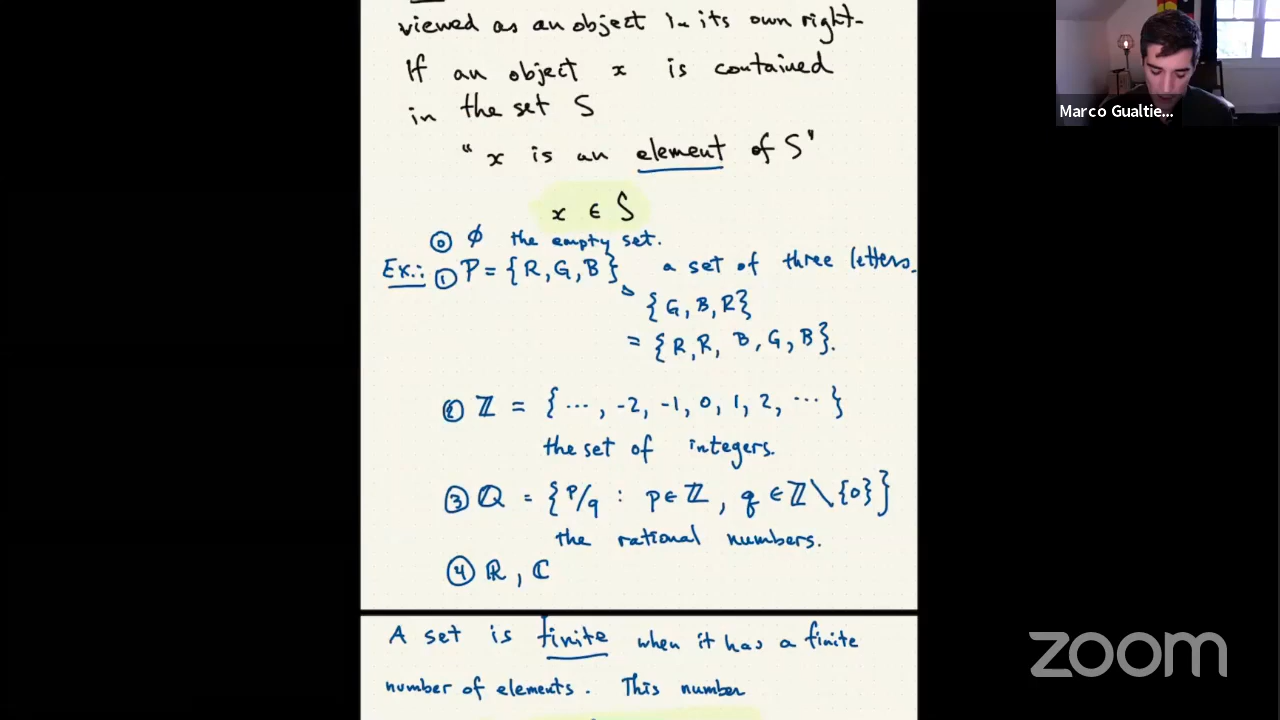 viewed as an object in its own right.
If an object x is contained
in the set S
"x is an element of S"
x ∈ S
⓪ ∅ the empty set.
Ex.: ① P = {R, G, B} a set of three letters.
{G, B, R}
= {R, R, B, G, B}.
② ℤ = {..., -2, -1, 0, 1, 2, ...}
the set of integers.
③ ℚ = {p/q : p ∈ ℤ, q ∈ ℤ \ {0}}
the rational numbers.
④ ℝ, ℂ
A set is finite when it has a finite
number of elements. This number
Marco Gualtie...
zoom